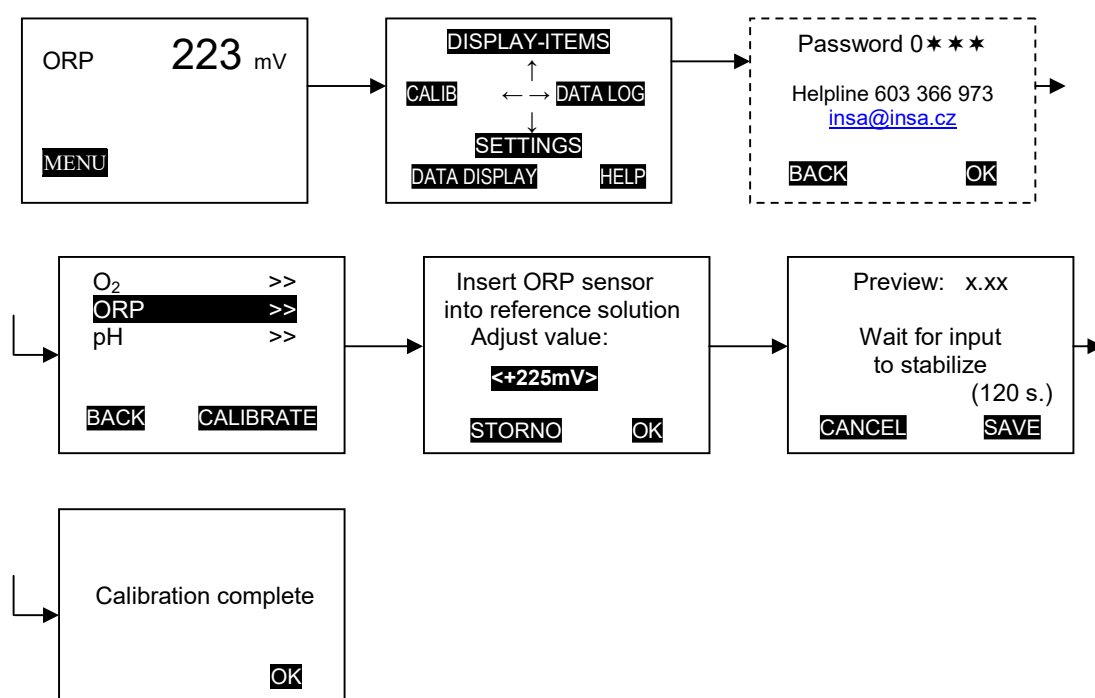 ORP 223 mV
MENU
DISPLAY-ITEMS
↑
CALIB ← → DATA LOG
↓
SETTINGS
DATA DISPLAY HELP
Password 0✶✶✶
Helpline 603 366 973
insa@insa.cz
BACK OK
O₂ >>
ORP >>
pH >>
BACK CALIBRATE
Insert ORP sensor
into reference solution
Adjust value:
<+225mV>
STORNO OK
Preview: x.xx
Wait for input
to stabilize
(120 s.)
CANCEL SAVE
Calibration complete
OK